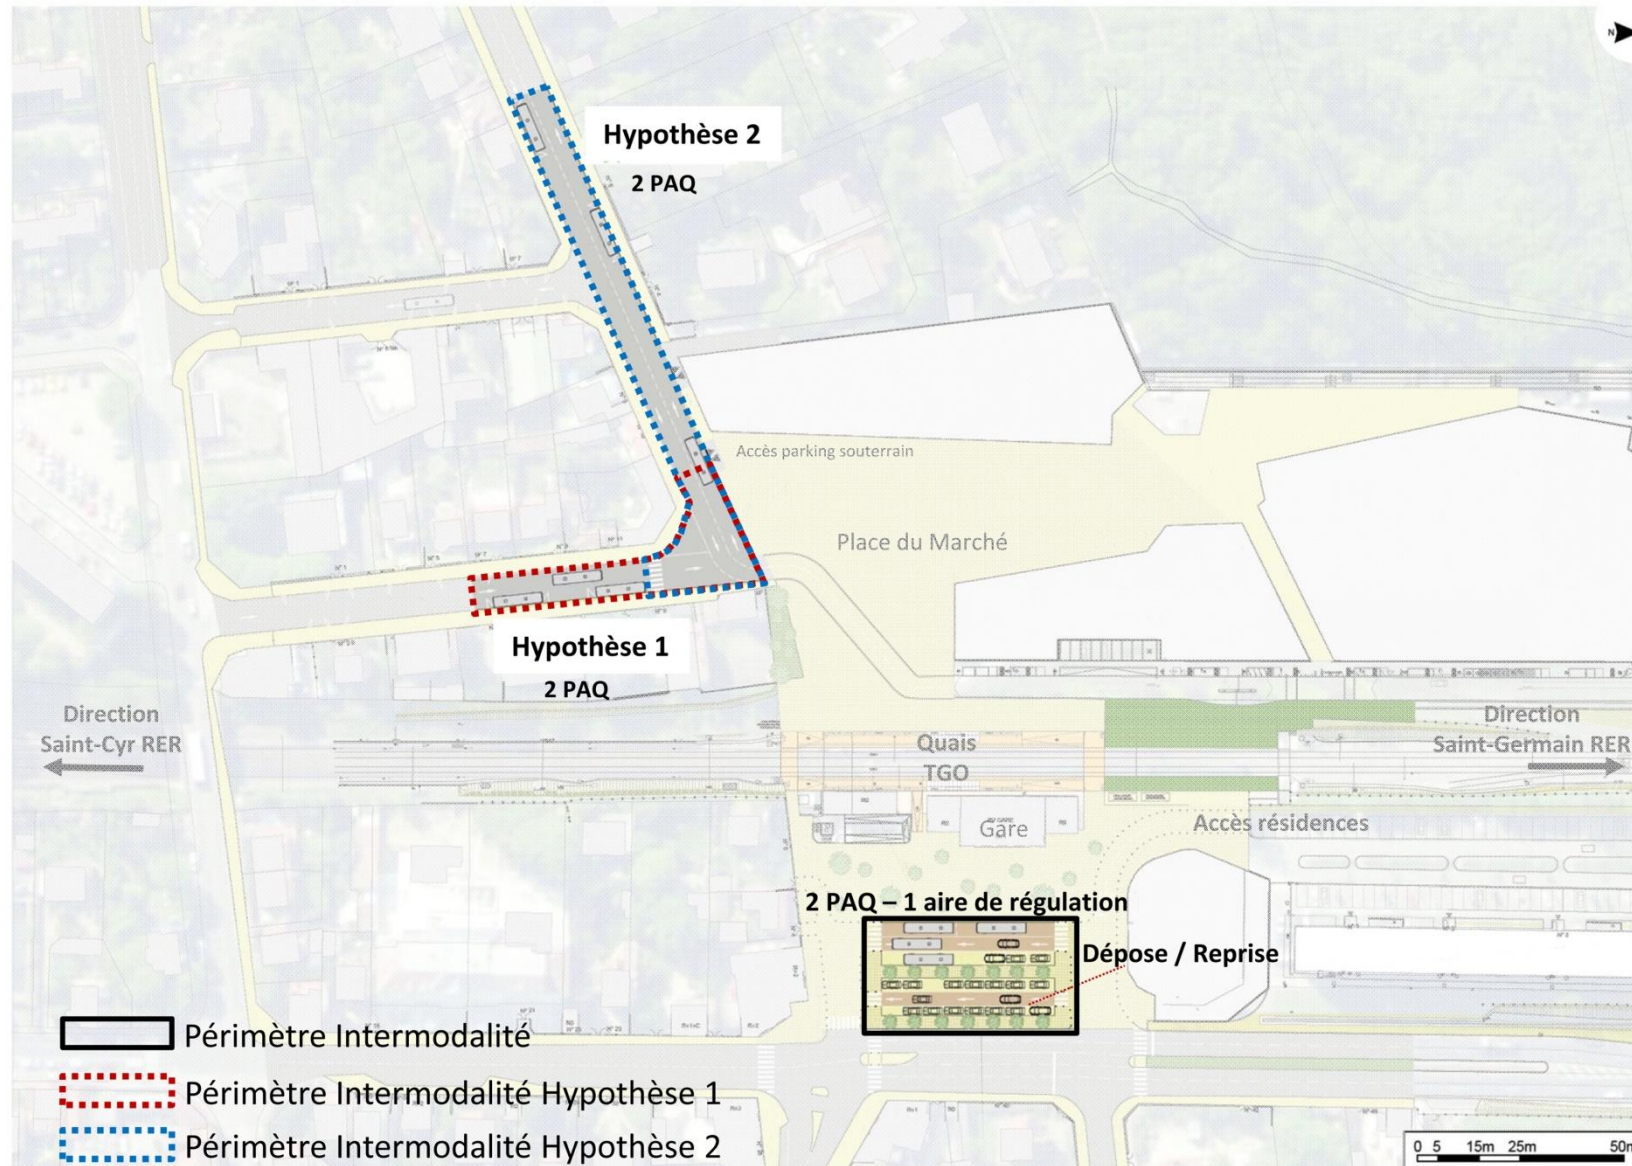 N
Hypothèse 2
2 PAQ
Accès parking souterrain
Place du Marché
Hypothèse 1
2 PAQ
Direction
Saint-Cyr RER
Quais
TGO
Direction
Saint-Germain RER
Gare
Accès résidences
2 PAQ – 1 aire de régulation
Dépose / Reprise
Périmètre Intermodalité
Périmètre Intermodalité Hypothèse 1
Périmètre Intermodalité Hypothèse 2
0 5 15m 25m 50m